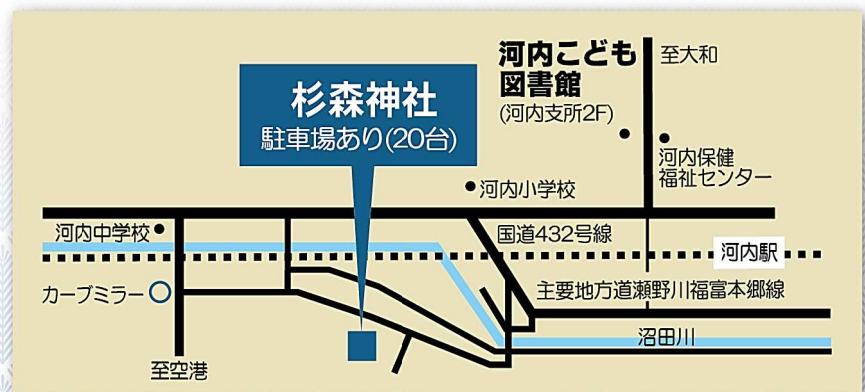 杉森神社
駐車場あり(20台)
河内こども
図書館
(河内支所2F)
至大和
河内保健
福祉センター
河内小学校
河内中学校
国道432号線
河内駅
カーブミラー
主要地方道瀬野川福富本郷線
沼田川
至空港